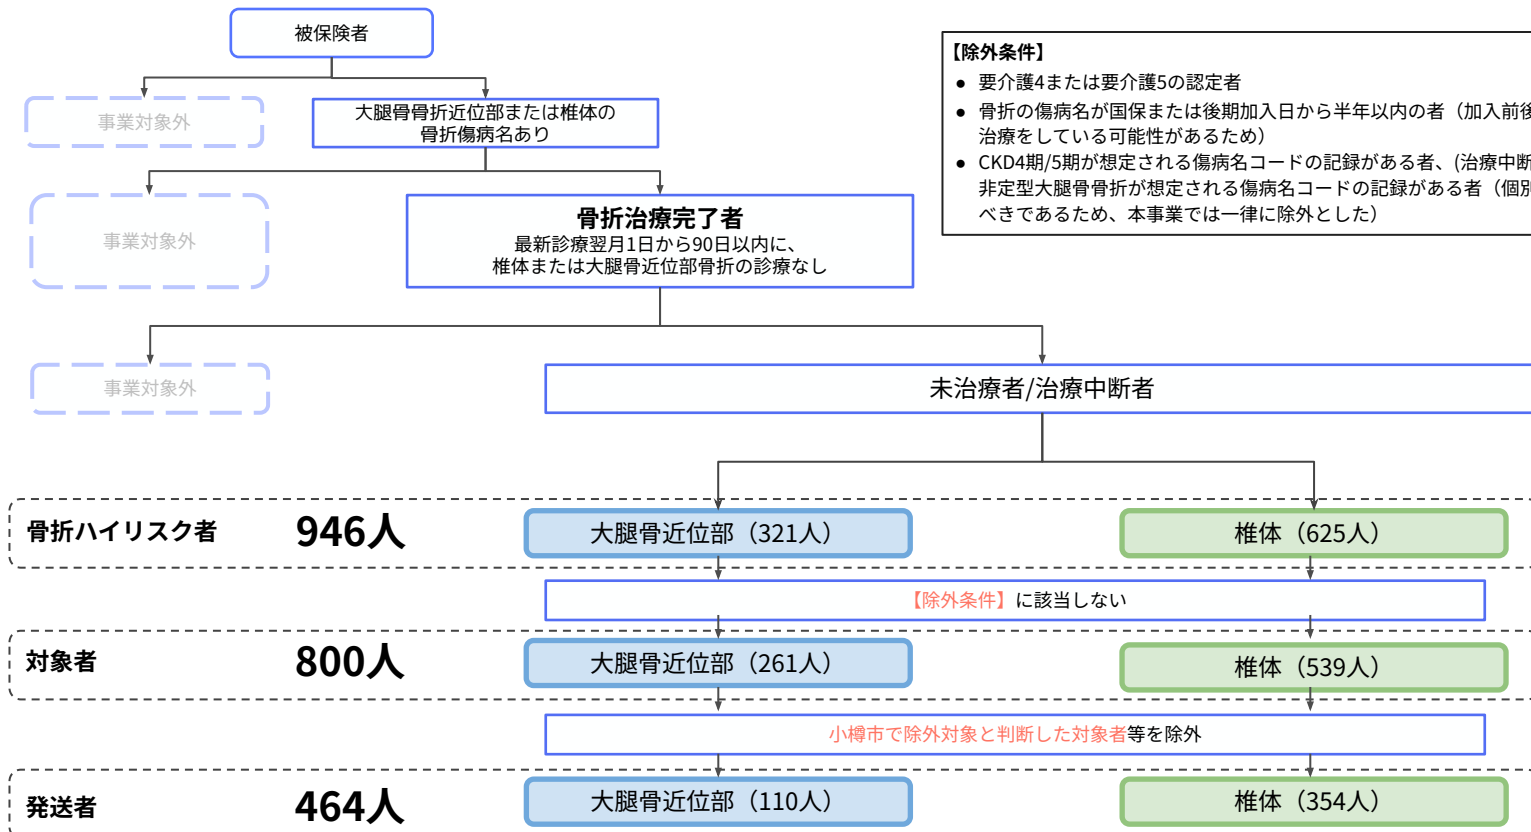 被保険者
事業対象外
大腿骨骨折近位部または椎体の
骨折傷病名あり
事業対象外
骨折治療完了者
最新診療翌月1日から90日以内に、
椎体または大腿骨近位部骨折の診療なし
【除外条件】
● 要介護4または要介護5の認定者
● 骨折の傷病名が国保または後期加入日から半年以内の者（加入前後
治療をしている可能性があるため）
● CKD4期/5期が想定される傷病名コードの記録がある者、(治療中断
非定型大腿骨骨折が想定される傷病名コードの記録がある者（個別
べきであるため、本事業では一律に除外とした）
事業対象外
未治療者/治療中断者
骨折ハイリスク者 946人 大腿骨近位部（321人） 椎体（625人）
【除外条件】に該当しない
対象者 800人 大腿骨近位部（261人） 椎体（539人）
小樽市で除外対象と判断した対象者等を除外
発送者 464人 大腿骨近位部（110人） 椎体（354人）